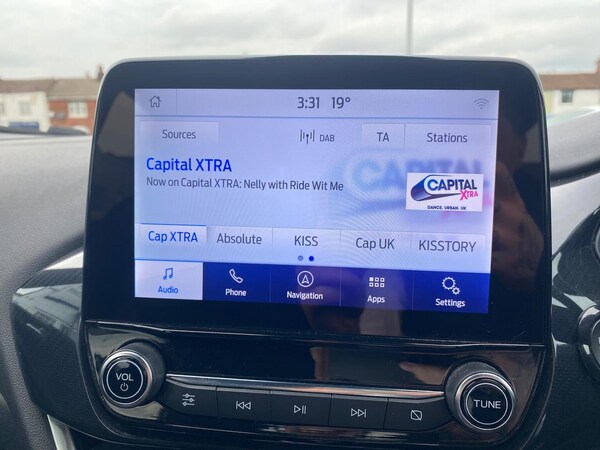 3:31 19°
Sources DAB TA Stations
Capital XTRA
Now on Capital XTRA: Nelly with Ride Wit Me
CAPITAL
CAPITAL
XTRA
DANCE. URBAN. UK
Cap XTRA Absolute KISS Cap UK KISSTORY
Audio Phone Navigation Apps Settings
VOL TUNE